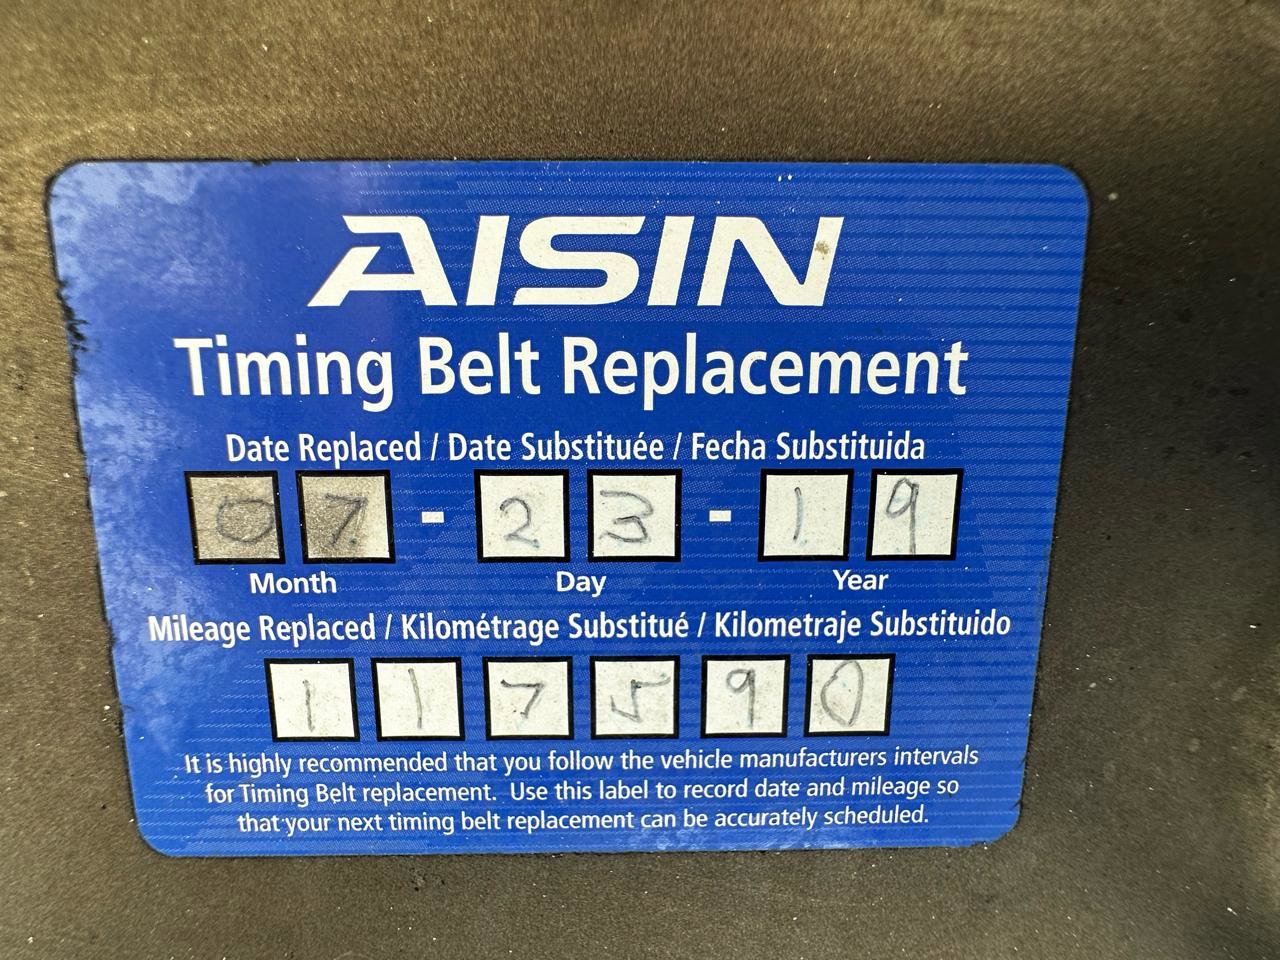 AISIN
Timing Belt Replacement
Date Replaced / Date Substituée / Fecha Substituida
07 - 23 - 19
Month Day Year
Mileage Replaced / Kilométrage Substitué / Kilometraje Substituido
117590
It is highly recommended that you follow the vehicle manufacturers intervals
for Timing Belt replacement. Use this label to record date and mileage so
that your next timing belt replacement can be accurately scheduled.